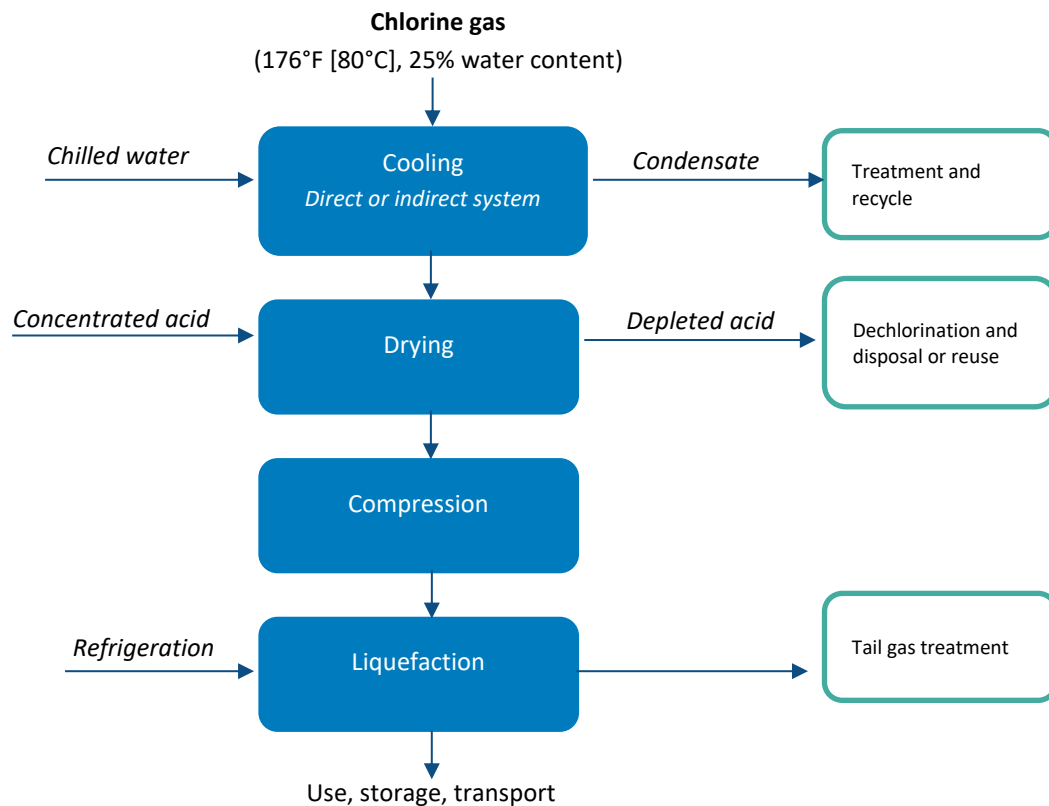 Chlorine gas
(176°F [80°C], 25% water content)
Chilled water
Cooling
Direct or indirect system
Condensate
Treatment and
recycle
Concentrated acid
Drying
Depleted acid
Dechlorination and
disposal or reuse
Compression
Refrigeration
Liquefaction
Tail gas treatment
Use, storage, transport